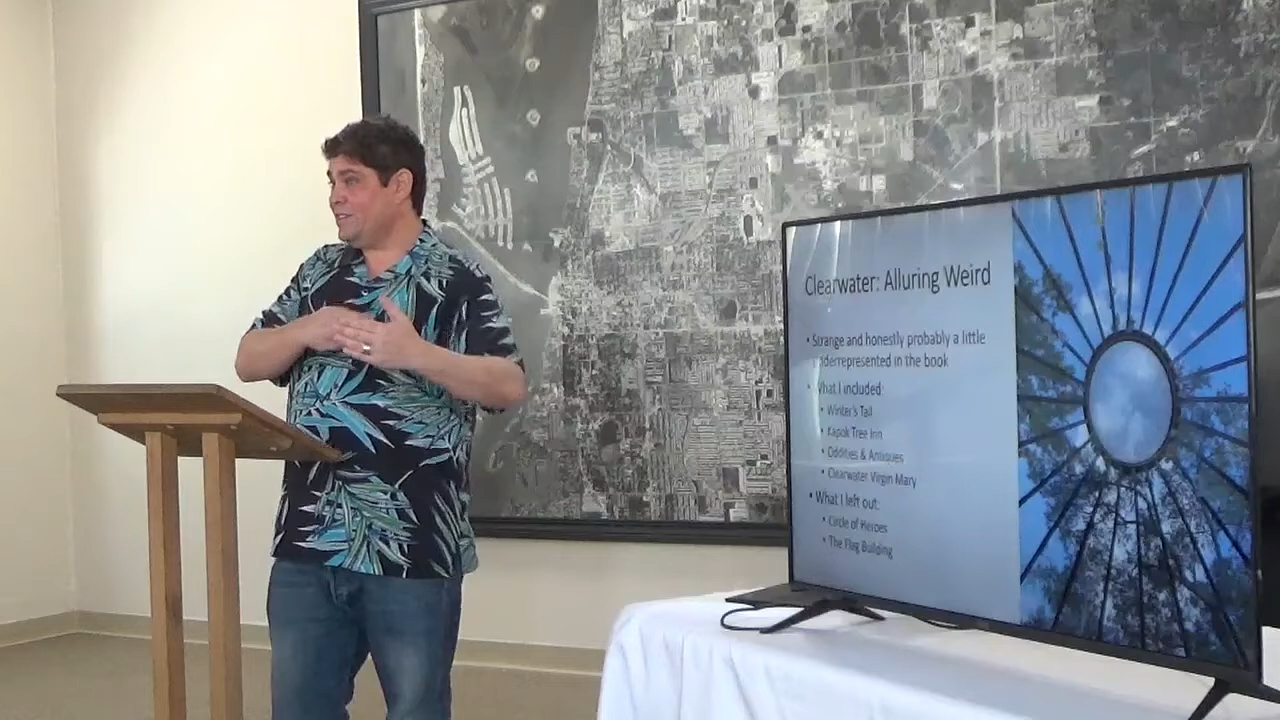 Clearwater: Alluring Weird
• Strange and honestly probably a little
underrepresented in the book
• What I included:
• Winter's Tail
• Kapok Tree Inn
• Oddities & Antiques
• Clearwater Virgin Mary
• What I left out:
• Circle of Heroes
• The Flag Building